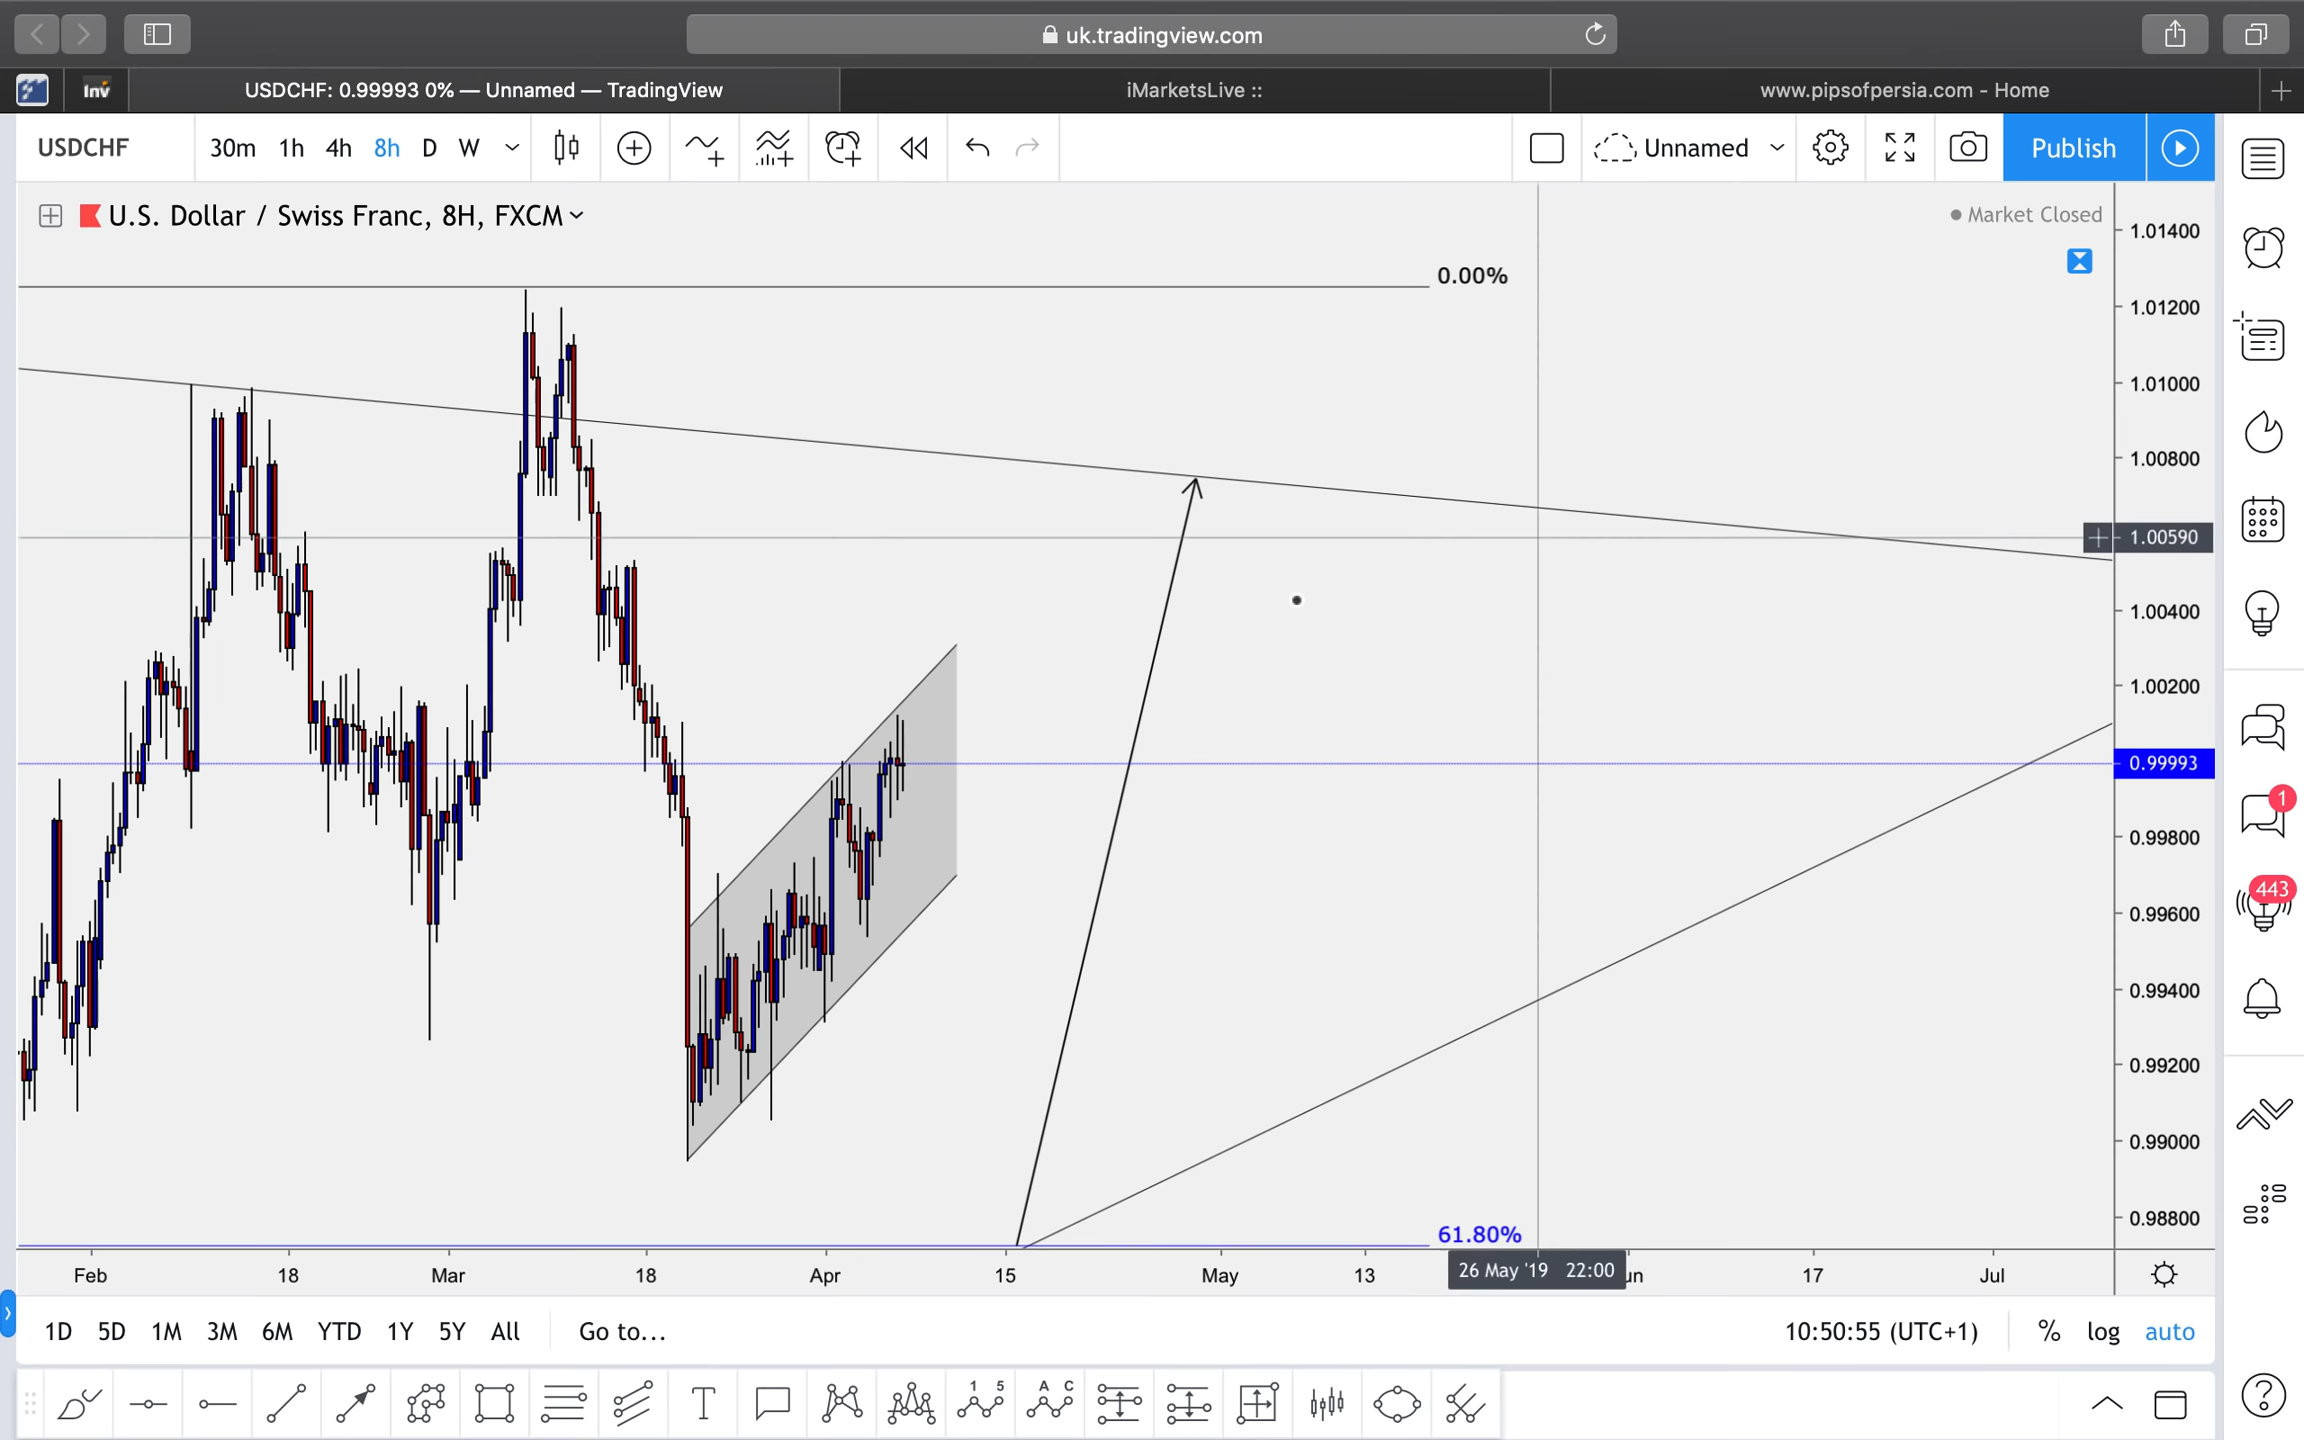 uk.tradingview.com
Inv
USDCHF: 0.99993 0% — Unnamed — TradingView
iMarketsLive ::
www.pipsofpersia.com - Home
USDCHF
30m 1h 4h 8h D W
Unnamed
Publish
U.S. Dollar / Swiss Franc, 8H, FXCM
Market Closed
1.01400
0.00%
1.01200
1.01000
1.00800
1.00590
1.00400
1.00200
0.99993
1
0.99800
443
0.99600
0.99400
0.99200
0.99000
0.98800
61.80%
Feb 18 Mar 18 Apr 15 May 13 26 May '19 22:00 un 17 Jul
1D 5D 1M 3M 6M YTD 1Y 5Y All Go to... 10:50:55 (UTC+1) % log auto
T
1 5
A C
?